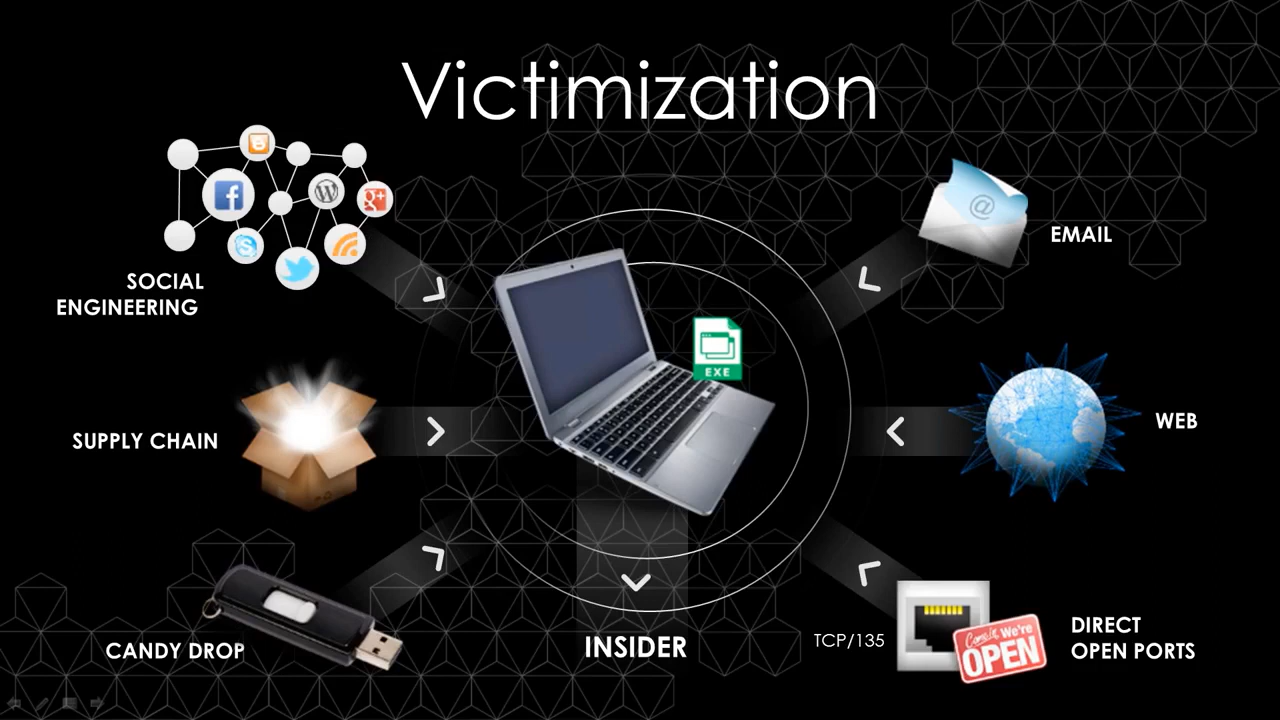 Victimization
SOCIAL
ENGINEERING
EMAIL
EXE
SUPPLY CHAIN
WEB
CANDY DROP
INSIDER
TCP/135
Come In We're
OPEN
DIRECT
OPEN PORTS